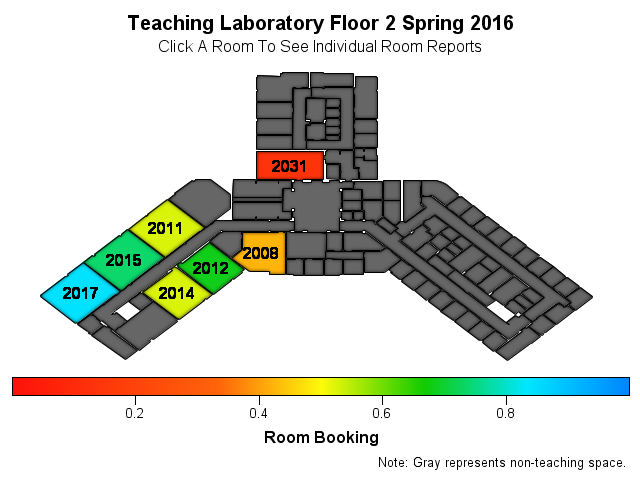 Teaching Laboratory Floor 2 Spring 2016
Click A Room To See Individual Room Reports
2031
2011
2015
2008
2012
2017
2014
0.2 0.4 0.6 0.8
Room Booking
Note: Gray represents non-teaching space.